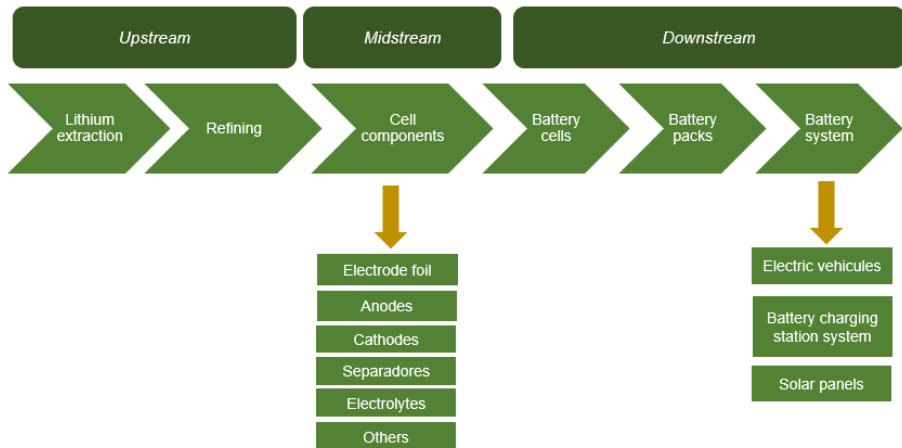 Upstream
Midstream
Downstream
Lithium
extraction
Refining
Cell
components
Battery
cells
Battery
packs
Battery
system
Electrode foil
Anodes
Cathodes
Separadores
Electrolytes
Others
Electric vehicules
Battery charging
station system
Solar panels